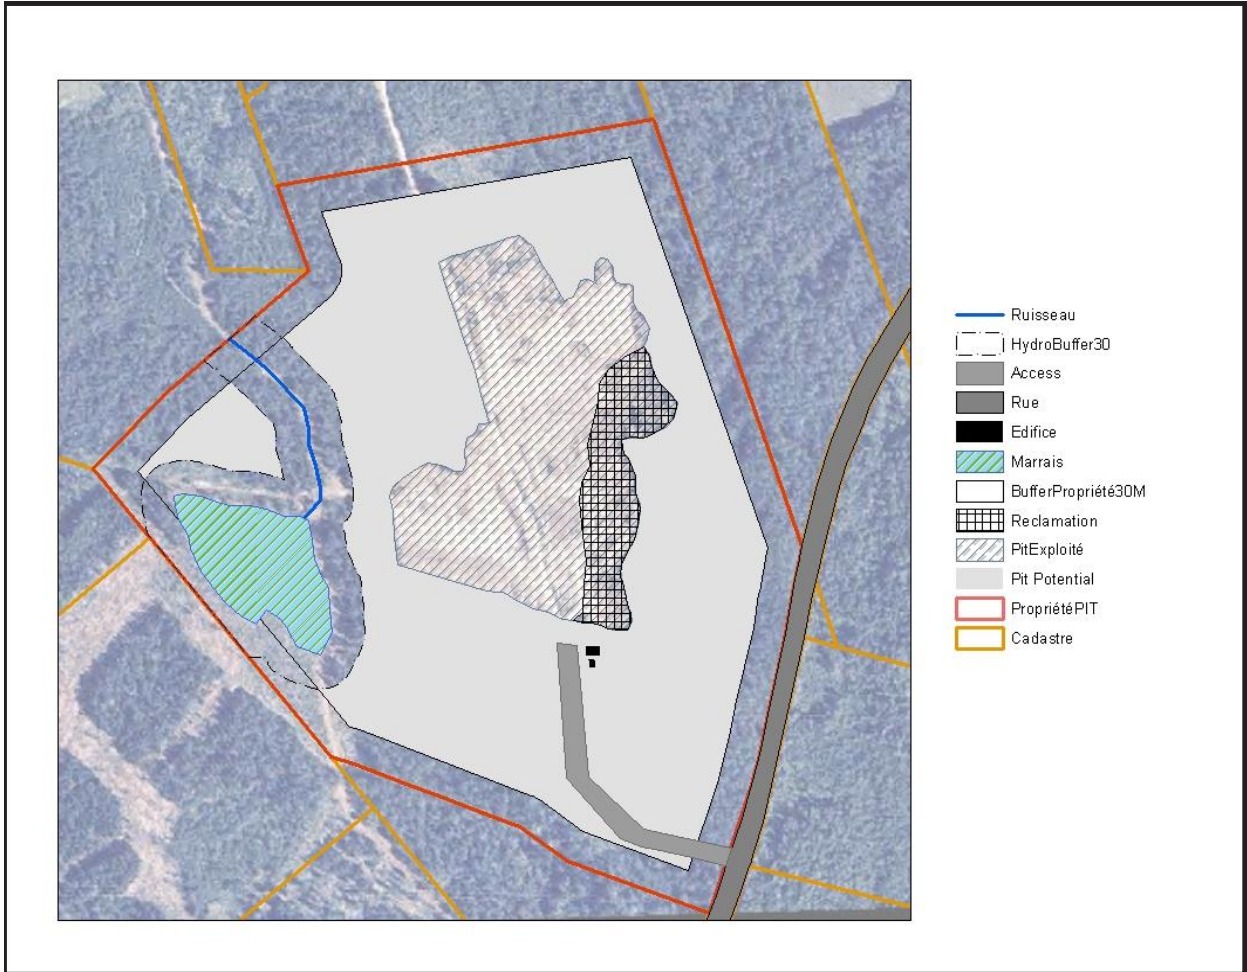 Ruisseau
HydroBuffer30
Access
Rue
Edifice
Marrais
BufferPropriété30M
Reclamation
PitExploité
Pit Potential
PropriétéPIT
Cadastre